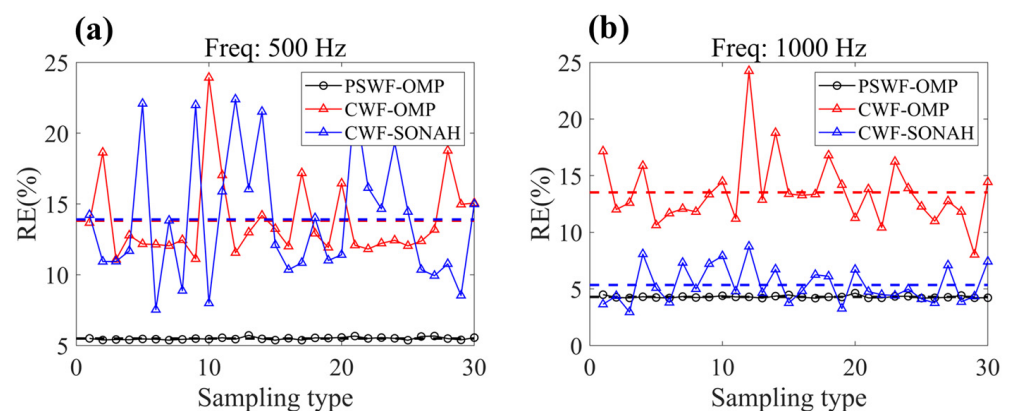 (a)
Freq: 500 Hz
RE(%)
25
20
15
10
5
PSWF-OMP
CWF-OMP
CWF-SONAH
0
10
20
30
Sampling type
(b)
Freq: 1000 Hz
RE(%)
25
20
15
10
5
0
PSWF-OMP
CWF-OMP
CWF-SONAH
0
10
20
30
Sampling type